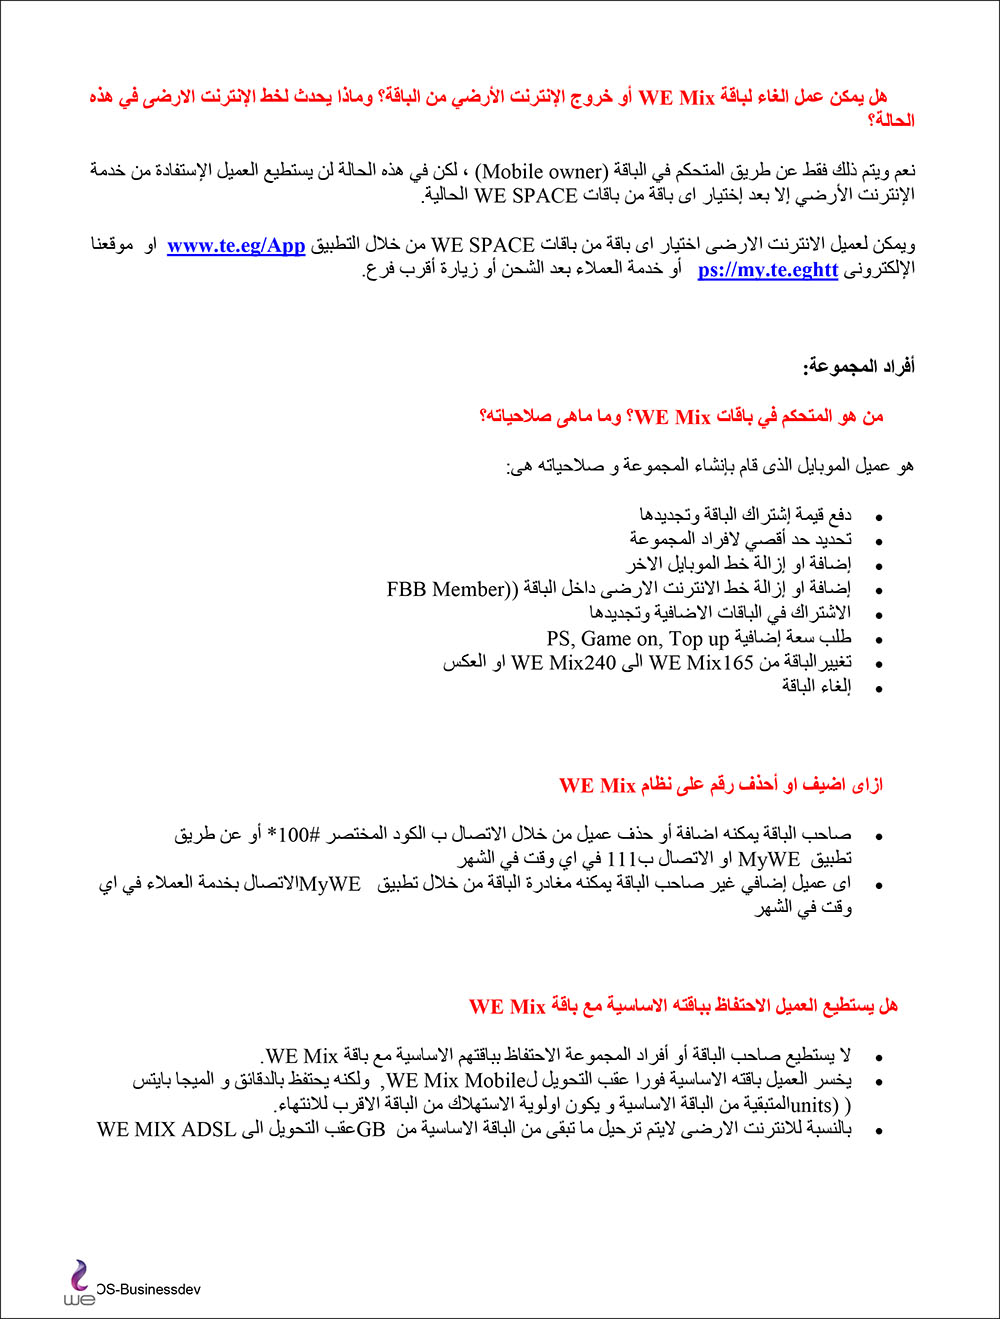 هل يمكن عمل الغاء لباقة WE Mix أو خروج الإنترنت الأرضي من الباقة؟ وماذا يحدث لخط الإنترنت الارضى في هذه
الحالة؟
نعم ويتم ذلك فقط عن طريق المتحكم في الباقة (Mobile owner) ، لكن في هذه الحالة لن يستطيع العميل الإستفادة من خدمة
الإنترنت الأرضي إلا بعد إختيار اى باقة من باقات WE SPACE الحالية.
ويمكن لعميل الانترنت الارضى اختيار اى باقة من باقات WE SPACE من خلال التطبيق www.te.eg/App او موقعنا
الإلكترونى ps://my.te.eghtt أو خدمة العملاء بعد الشحن أو زيارة أقرب فرع.
أفراد المجموعة:
من هو المتحكم في باقات WE Mix؟ وما ماهى صلاحياته؟
هو عميل الموبايل الذى قام بإنشاء المجموعة و صلاحياته هى:
• دفع قيمة إشتراك الباقة وتجديدها
• تحديد حد أقصي لافراد المجموعة
• إضافة او إزالة خط الموبايل الاخر
• إضافة او إزالة خط الانترنت الارضى داخل الباقة ((FBB Member
• الاشتراك في الباقات الاضافية وتجديدها
• طلب سعة إضافية PS, Game on, Top up
• تغييرالباقة من WE Mix165 الى WE Mix240 او العكس
• إلغاء الباقة
ازاى اضيف او أحذف رقم على نظام WE Mix
• صاحب الباقة يمكنه اضافة أو حذف عميل من خلال الاتصال ب الكود المختصر #100* أو عن طريق
تطبيق MyWE او الاتصال ب111 في اي وقت في الشهر
• اى عميل إضافي غير صاحب الباقة يمكنه مغادرة الباقة من خلال تطبيق MyWEالاتصال بخدمة العملاء في اي
وقت في الشهر
هل يستطيع العميل الاحتفاظ بباقته الاساسية مع باقة WE Mix
• لا يستطيع صاحب الباقة أو أفراد المجموعة الاحتفاظ بباقتهم الاساسية مع باقة WE Mix.
• يخسر العميل باقته الاساسية فورا عقب التحويل لWE Mix Mobile, ولكنه يحتفظ بالدقائق و الميجا بايتس
( (unitsالمتبقية من الباقة الاساسية و يكون اولوية الاستهلاك من الباقة الاقرب للانتهاء.
• بالنسبة للانترنت الارضى لايتم ترحيل ما تبقى من الباقة الاساسية من GBعقب التحويل الى WE MIX ADSL
we OS-Businessdev